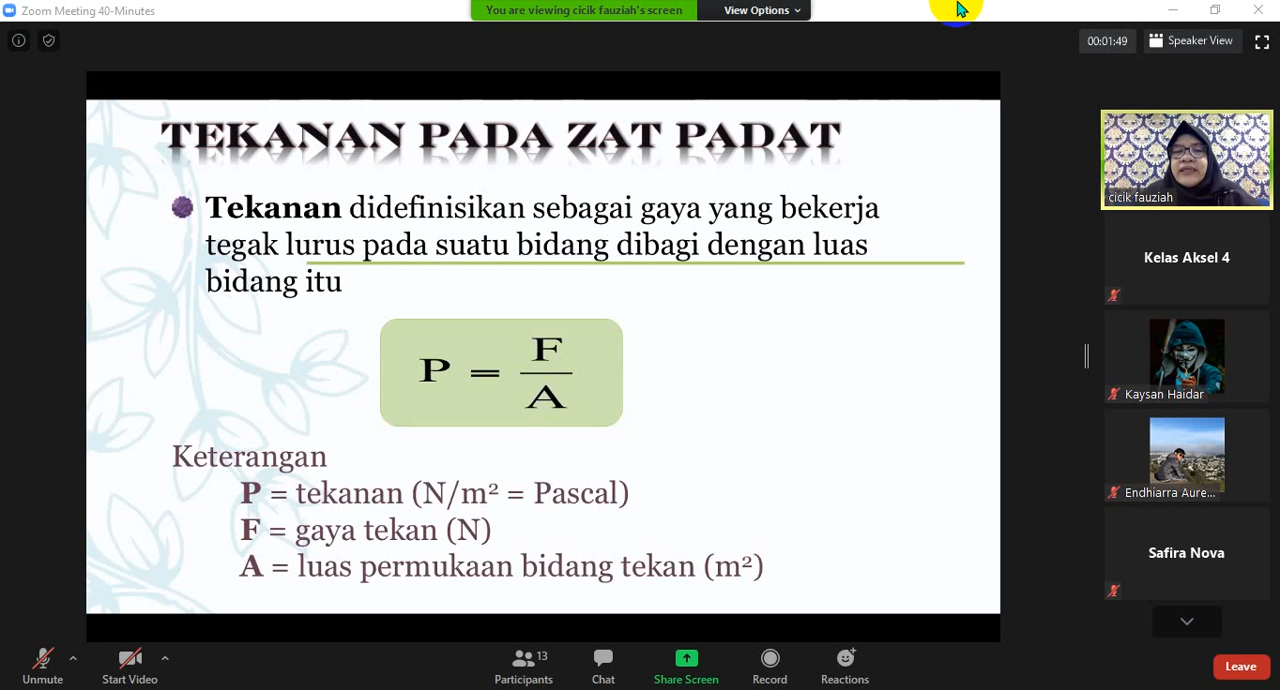 Zoom Meeting 40-Minutes
You are viewing cicik fauziah's screen
View Options
00:01:49
Speaker View
TEKANAN PADA ZAT PADAT
Tekanan didefinisikan sebagai gaya yang bekerja
tegak lurus pada suatu bidang dibagi dengan luas
bidang itu
P = F
A
Keterangan
P = tekanan (N/m² = Pascal)
F = gaya tekan (N)
A = luas permukaan bidang tekan (m²)
cicik fauziah
Kelas Aksel 4
Kaysan Haidar
Endhiarra Aure...
Safira Nova
Unmute
Start Video
13
Participants
Chat
Share Screen
Record
Reactions
Leave